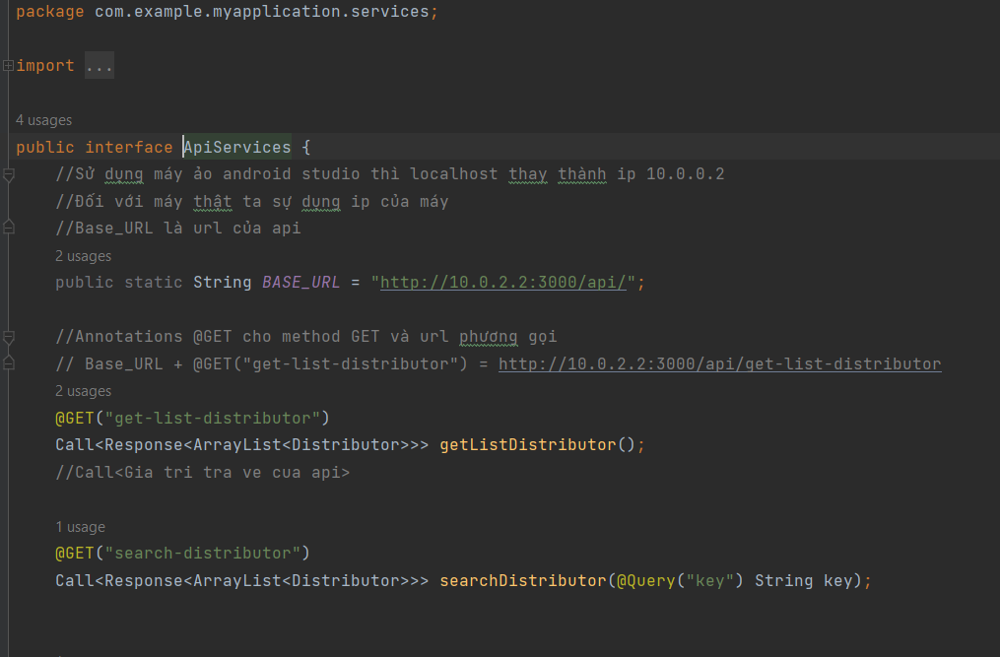 package com.example.myapplication.services;
import ...
4 usages
public interface ApiServices {
//Sử dụng máy ảo android studio thì localhost thay thành ip 10.0.0.2
//Đối với máy thật ta sự dụng ip của máy
//Base_URL là url của api
2 usages
public static String BASE_URL = "http://10.0.2.2:3000/api/";
//Annotations @GET cho method GET và url phương gọi
// Base_URL + @GET("get-list-distributor") = http://10.0.2.2:3000/api/get-list-distributor
2 usages
@GET("get-list-distributor")
Call<Response<ArrayList<Distributor>>> getListDistributor();
//Call<Gia tri tra ve cua api>
1 usage
@GET("search-distributor")
Call<Response<ArrayList<Distributor>>> searchDistributor(@Query("key") String key);